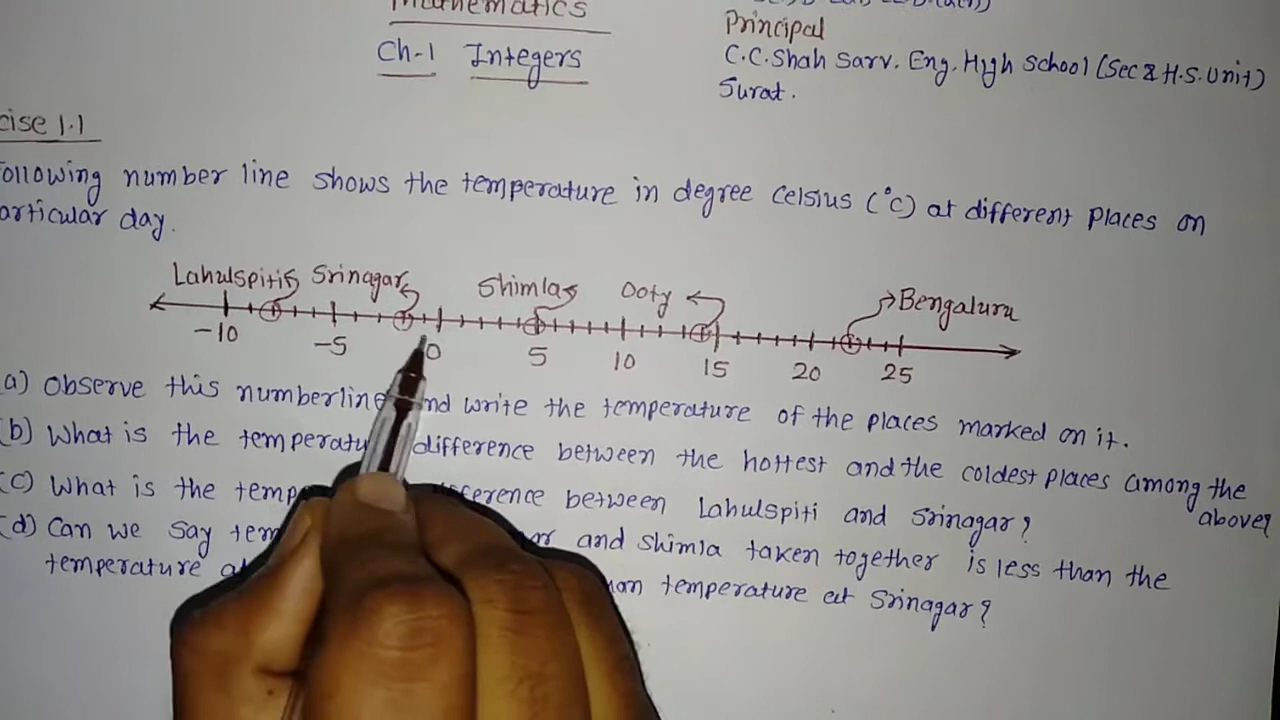 Mathematics
Principal
Ch-1 Integers
C.C.Shah Sarv. Eng. High School (Sec & H.S. Unit)
Surat.
cise 1.1
ollowing number line shows the temperature in degree celsius (°C) at different places on
articular day.
Lahulspiti Srinagar Shimla Ooty Bengaluru
-10 -5 0 5 10 15 20 25
(a) Observe this numberline and write the temperature of the places marked on it.
(b) What is the temperatu difference between the hottest and the coldest places among the
above?
(c) What is the temp ference between Lahulspiti and Srinagar?
(d) Can we say tem ar and Shimla taken together is less than the
temperature a an temperature at Srinagar?